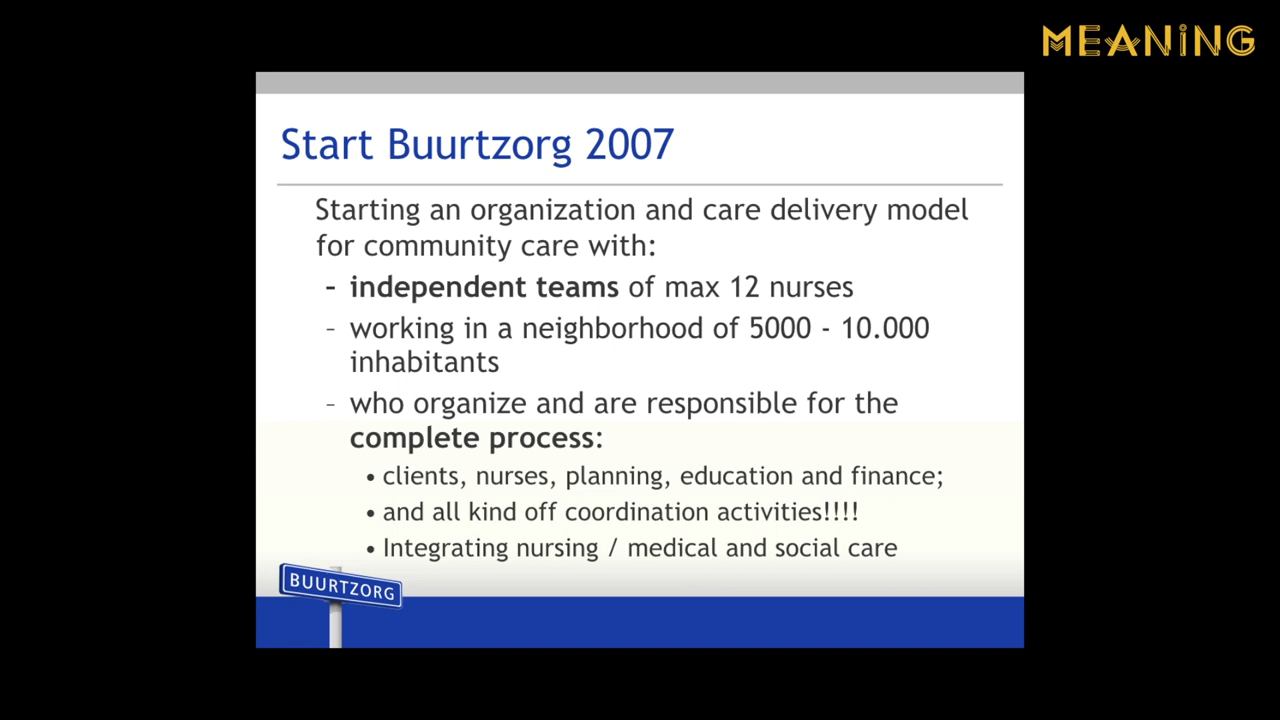 MEANING
Start Buurtzorg 2007
Starting an organization and care delivery model
for community care with:
- independent teams of max 12 nurses
- working in a neighborhood of 5000 - 10.000
inhabitants
- who organize and are responsible for the
complete process:
• clients, nurses, planning, education and finance;
• and all kind off coordination activities!!!!
• Integrating nursing / medical and social care
BUURTZORG